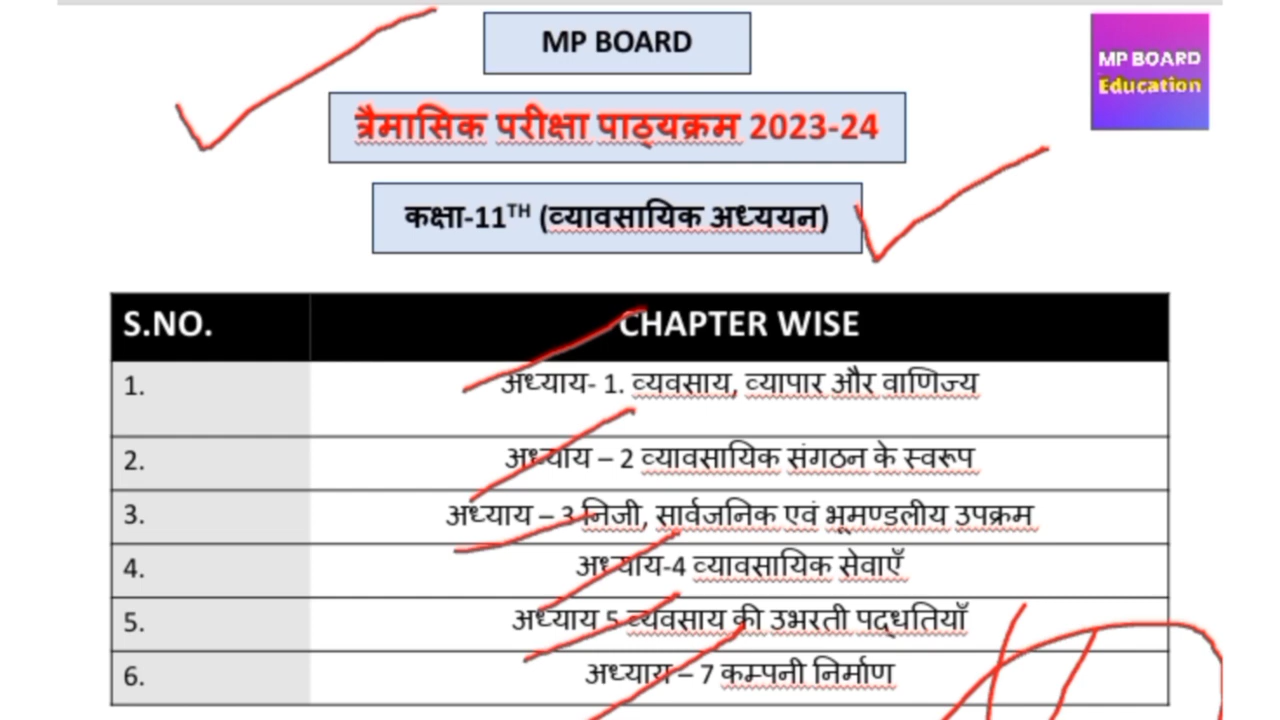 MP BOARD
MP BOARD
Education
त्रैमासिक परीक्षा पाठ्यक्रम 2023-24
कक्षा-11TH (व्यावसायिक अध्ययन)
S.NO. CHAPTER WISE
1. अध्याय- 1. व्यवसाय, व्यापार और वाणिज्य
2. अध्याय – 2 व्यावसायिक संगठन के स्वरूप
3. अध्याय – 3 निजी, सार्वजनिक एवं भूमण्डलीय उपक्रम
4. अध्याय-4 व्यावसायिक सेवाएँ
5. अध्याय 5 व्यवसाय की उभरती पद्धतियाँ
6. अध्याय – 7 कम्पनी निर्माण